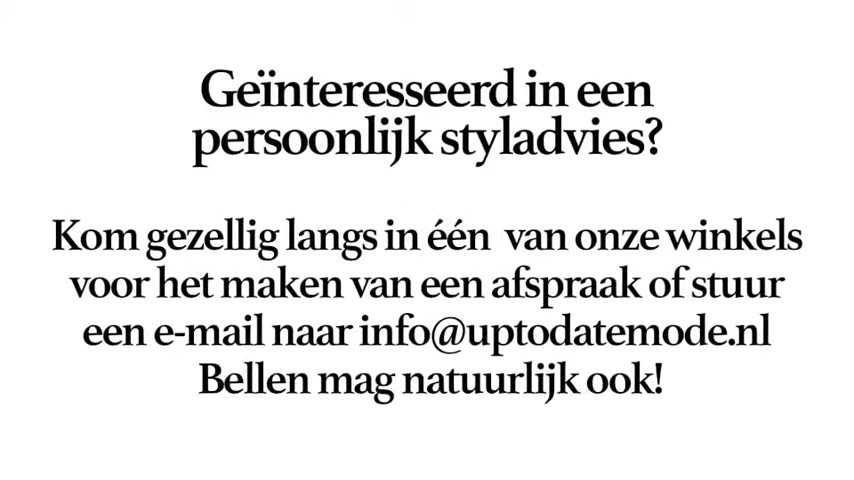 Geïnteresseerd in een
persoonlijk styladvies?
Kom gezellig langs in één van onze winkels
voor het maken van een afspraak of stuur
een e-mail naar info@uptodatemode.nl
Bellen mag natuurlijk ook!